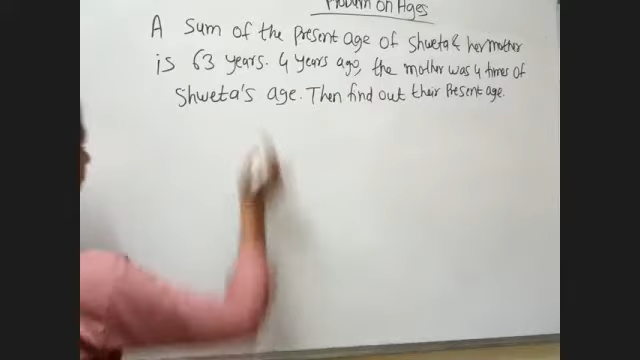 Problem on Ages
A sum of the present age of Shweta & her mother
is 63 years. 4 years ago, the mother was 4 times of
Shweta's age. Then find out their Present age.